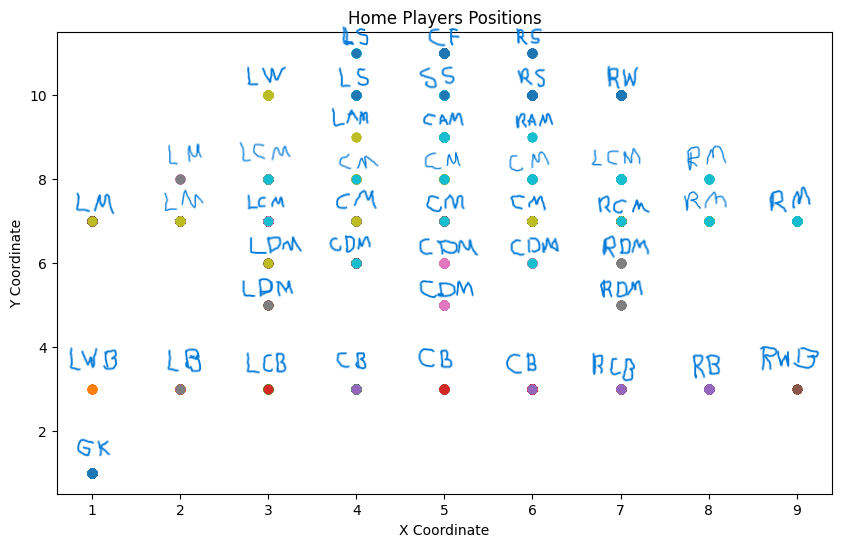 Home Players Positions
LS CF RS
LW LS SS RS RW
10
LAM CAM RAM
LM LCM CM CM CM LCM RM
8
LM LM LCM CM CM CM RCM RM RM
LDM CDM CDM CDM RDM
6
LDM CDM RDM
4
LWB LB LCB CB CB CB RCB RB RWB
2
GK
Y Coordinate
1 2 3 4 5 6 7 8 9
X Coordinate